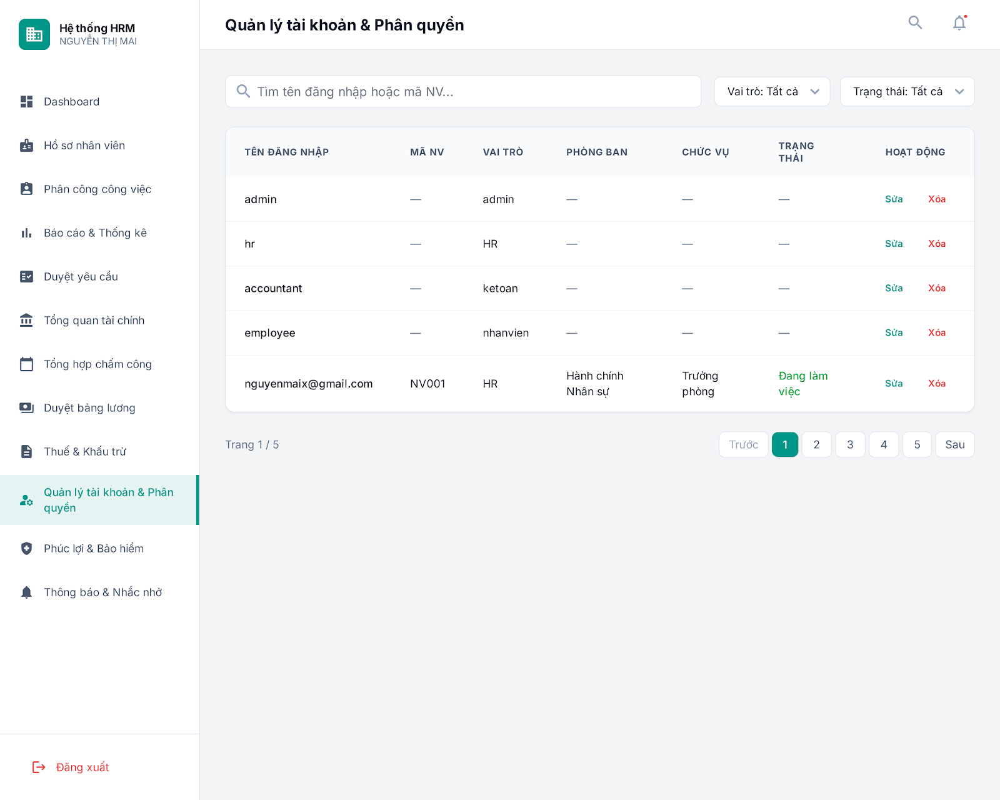 Hệ thống HRM
NGUYỄN THỊ MAI
Dashboard
Hồ sơ nhân viên
Phân công công việc
Báo cáo & Thống kê
Duyệt yêu cầu
Tổng quan tài chính
Tổng hợp chấm công
Duyệt bảng lương
Thuế & Khấu trừ
Quản lý tài khoản & Phân
quyền
Phúc lợi & Bảo hiểm
Thông báo & Nhắc nhở
Đăng xuất
Quản lý tài khoản & Phân quyền
Tìm tên đăng nhập hoặc mã NV...
Vai trò: Tất cả
Trạng thái: Tất cả
TÊN ĐĂNG NHẬP MÃ NV VAI TRÒ PHÒNG BAN CHỨC VỤ TRẠNG THÁI HOẠT ĐỘNG
admin — admin — — — Sửa Xóa
hr — HR — — — Sửa Xóa
accountant — ketoan — — — Sửa Xóa
employee — nhanvien — — — Sửa Xóa
nguyenmaix@gmail.com NV001 HR Hành chính Nhân sự Trưởng phòng Đang làm việc Sửa Xóa
Trang 1 / 5
Trước 1 2 3 4 5 Sau